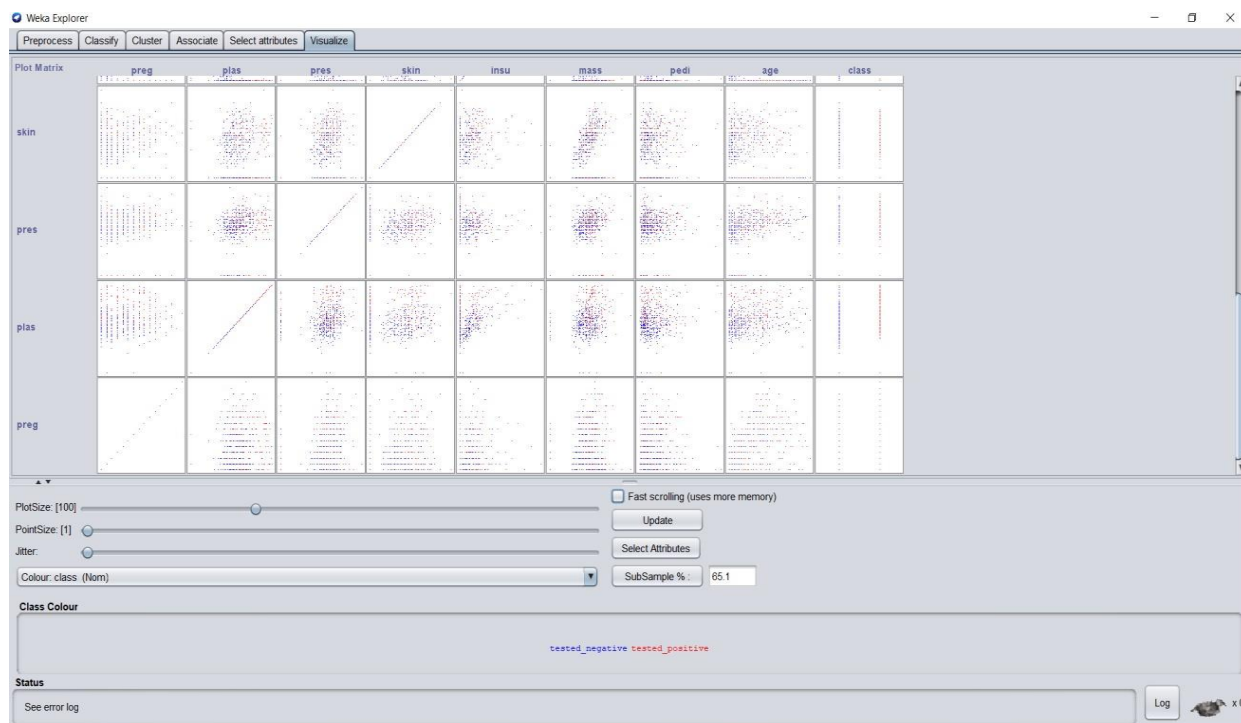 Weka Explorer
Preprocess Classify Cluster Associate Select attributes Visualize
Plot Matrix preg plas pres skin insu mass pedi age class
skin
pres
plas
preg
PlotSize: [100]
PointSize: [1]
Jitter:
Fast scrolling (uses more memory)
Update
Select Attributes
Colour: class (Nom)
SubSample % : 65.1
Class Colour
tested_negative tested_positive
Status
See error log
Log